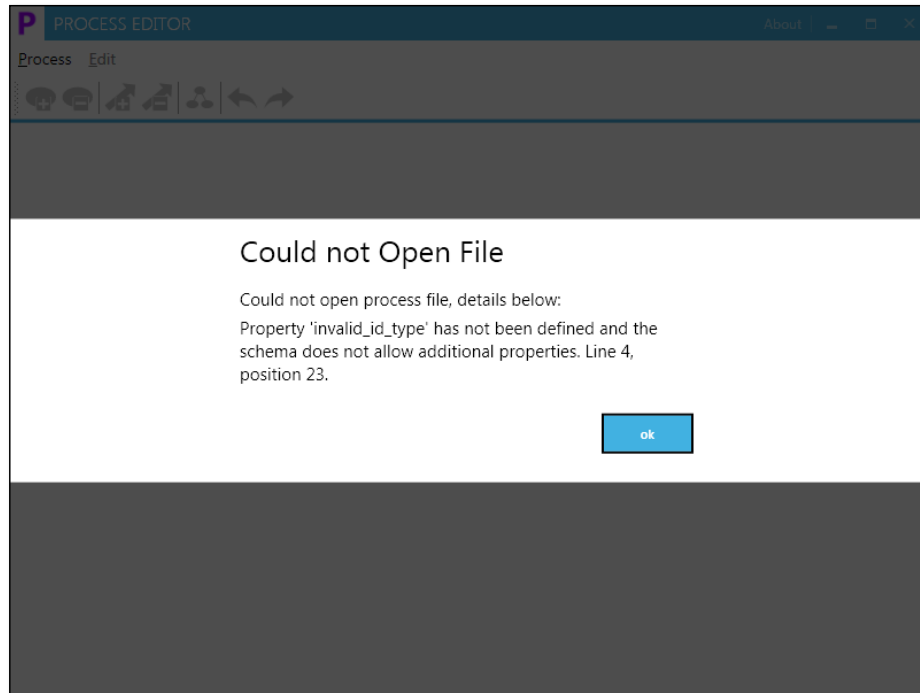 P PROCESS EDITOR About
Process Edit
Could not Open File
Could not open process file, details below:
Property 'invalid_id_type' has not been defined and the
schema does not allow additional properties. Line 4,
position 23.
ok